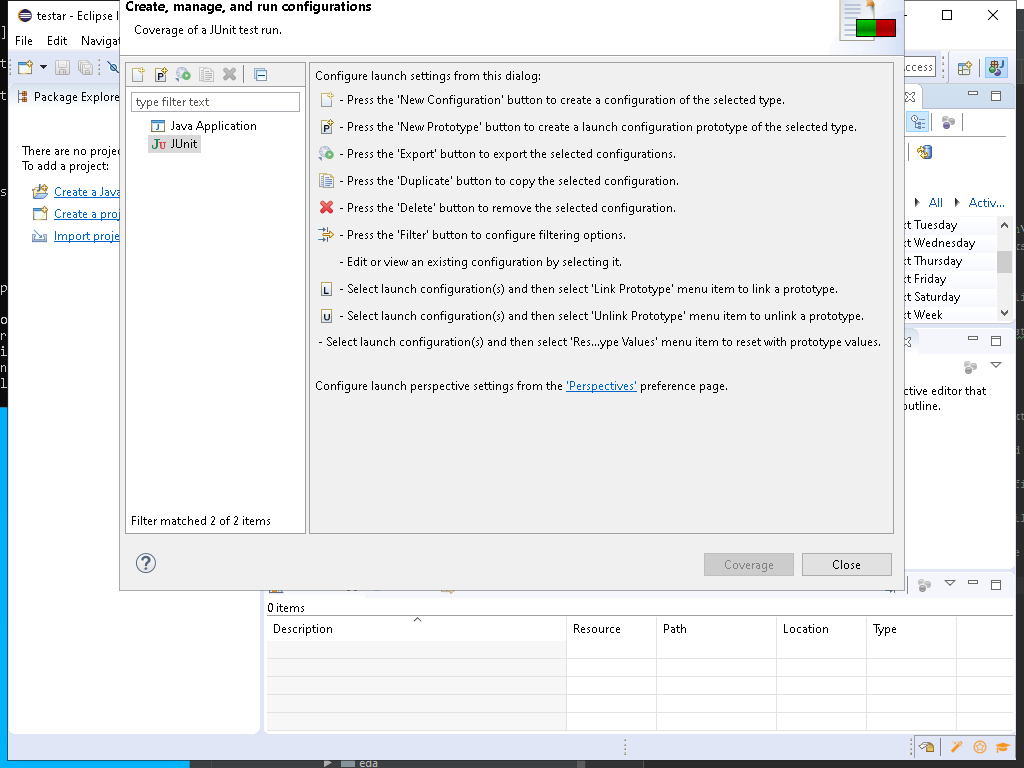 Create, manage, and run configurations
testar - Eclipse I
Coverage of a JUnit test run.
File Edit Navigat
type filter text
Java Application
JUnit
Filter matched 2 of 2 items
Configure launch settings from this dialog:
- Press the 'New Configuration' button to create a configuration of the selected type.
- Press the 'New Prototype' button to create a launch configuration prototype of the selected type.
- Press the 'Export' button to export the selected configurations.
- Press the 'Duplicate' button to copy the selected configuration.
- Press the 'Delete' button to remove the selected configuration.
- Press the 'Filter' button to configure filtering options.
- Edit or view an existing configuration by selecting it.
- Select launch configuration(s) and then select 'Link Prototype' menu item to link a prototype.
- Select launch configuration(s) and then select 'Unlink Prototype' menu item to unlink a prototype.
- Select launch configuration(s) and then select 'Res...ype Values' menu item to reset with prototype values.
Configure launch perspective settings from the 'Perspectives' preference page.
Coverage
Close
Package Explore
There are no projec
To add a project:
Create a Java
Create a proj
Import proje
ccess
All
Activ...
xt Tuesday
xt Wednesday
xt Thursday
xt Friday
xt Saturday
xt Week
ctive editor that
outline.
0 items
Description Resource Path Location Type
eda